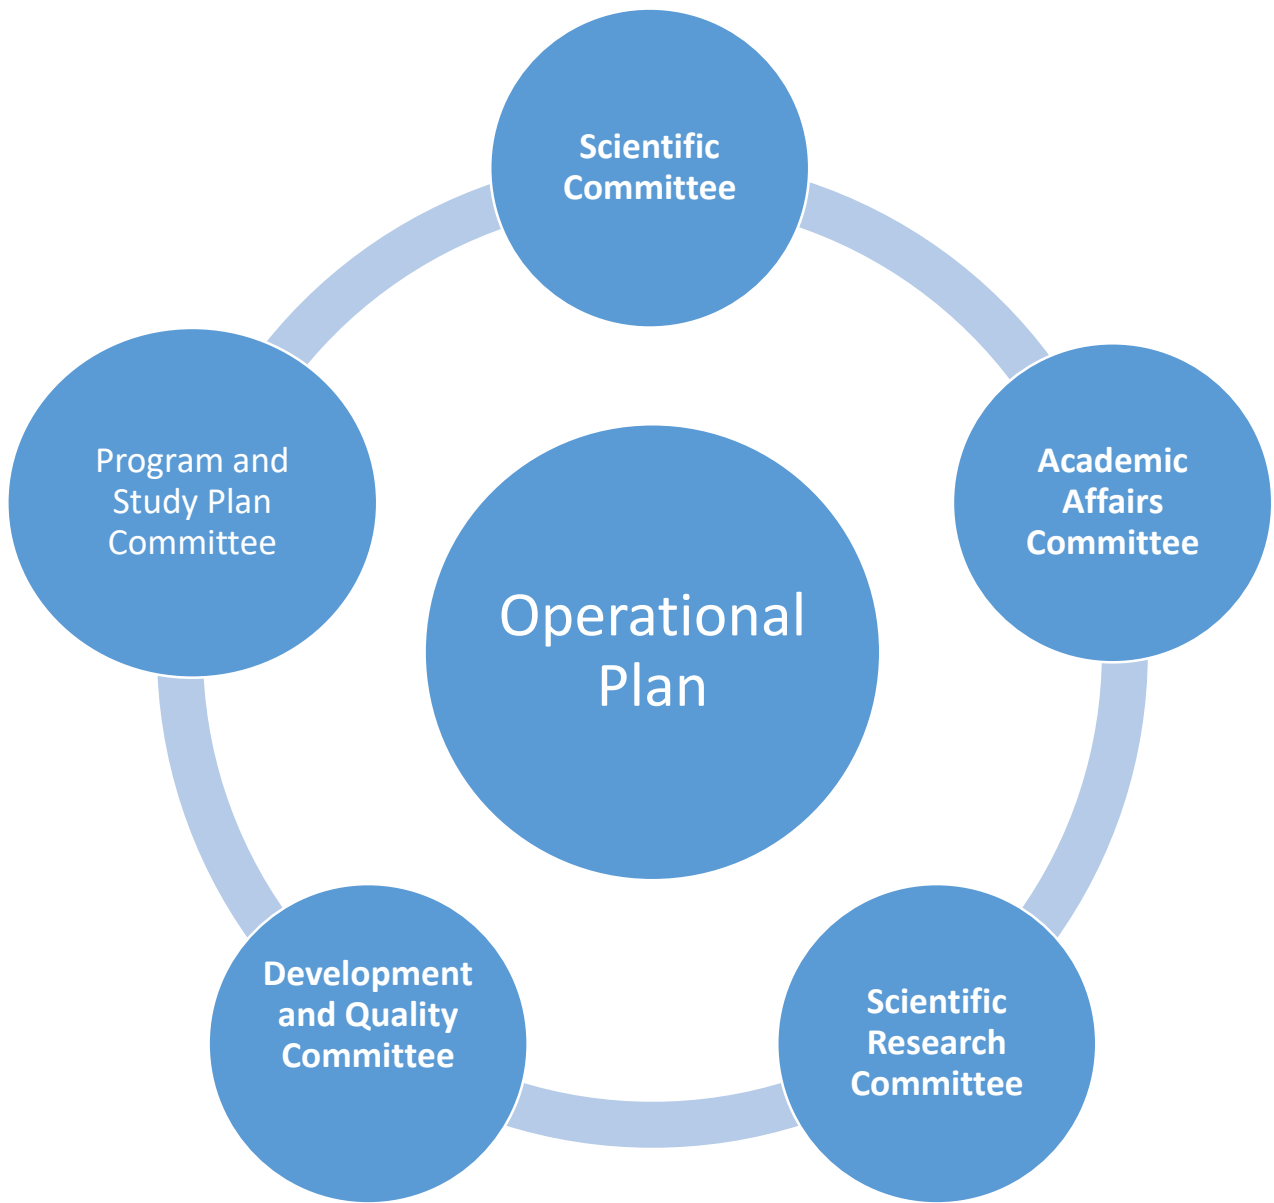 Scientific
Committee
Academic
Affairs
Committee
Scientific
Research
Committee
Development
and Quality
Committee
Program and
Study Plan
Committee
Operational
Plan